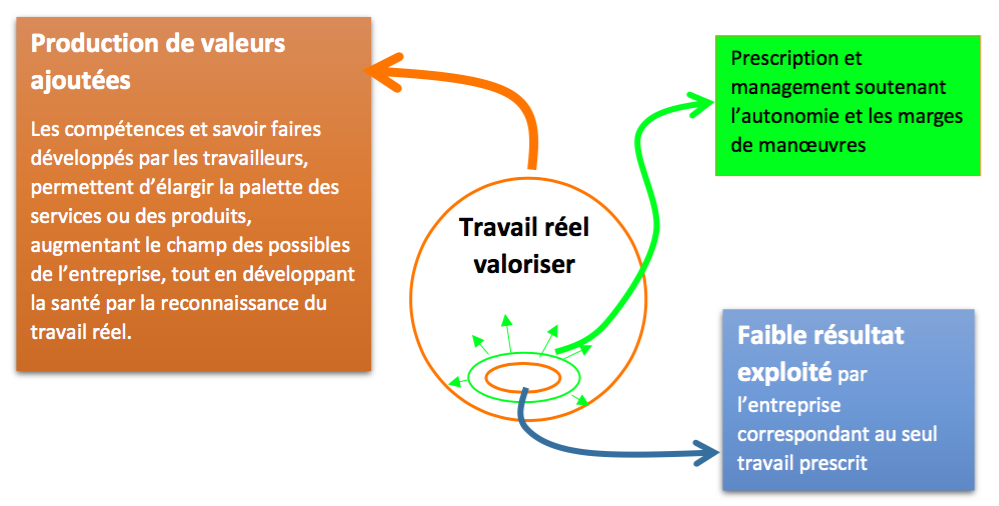 Production de valeurs
ajoutées
Les compétences et savoir faires
développés par les travailleurs,
permettent d’élargir la palette des
services ou des produits,
augmentant le champ des possibles
de l’entreprise, tout en développant
la santé par la reconnaissance du
travail réel.
Travail réel
valoriser
Prescription et
management soutenant
l’autonomie et les marges
de manœuvres
Faible résultat
exploité par
l’entreprise
correspondant au seul
travail prescrit